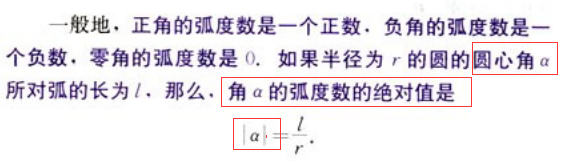 一般地，正角的弧度数是一个正数，负角的弧度数是一
个负数，零角的弧度数是 0. 如果半径为 r 的圆的圆心角 α
所对弧的长为 l，那么，角 α 的弧度数的绝对值是
|α|=l/r.